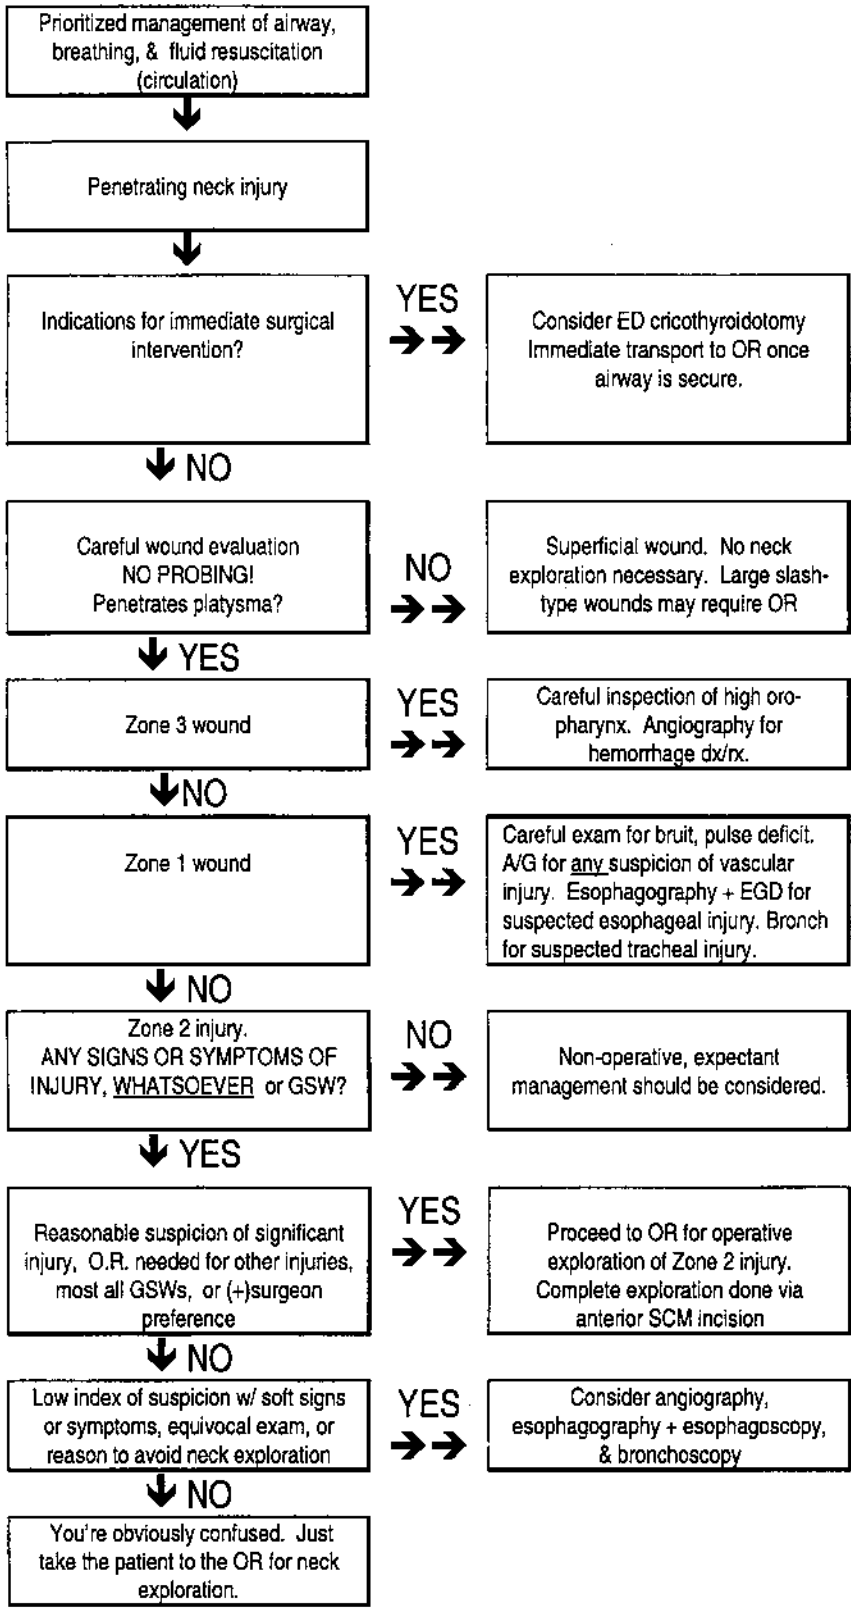 Prioritized management of airway,
breathing, & fluid resuscitation
(circulation)
Penetrating neck injury
Indications for immediate surgical
intervention?
YES
Consider ED cricothyroidotomy
Immediate transport to OR once
airway is secure.
NO
Careful wound evaluation
NO PROBING!
Penetrates platysma?
NO
Superficial wound. No neck
exploration necessary. Large slash-
type wounds may require OR
YES
Zone 3 wound
YES
Careful inspection of high oro-
pharynx. Angiography for
hemorrhage dx/rx.
NO
Zone 1 wound
YES
Careful exam for bruit, pulse deficit.
A/G for any suspicion of vascular
injury. Esophagography + EGD for
suspected esophageal injury. Bronch
for suspected tracheal injury.
NO
Zone 2 injury.
ANY SIGNS OR SYMPTOMS OF
INJURY, WHATSOEVER or GSW?
NO
Non-operative, expectant
management should be considered.
YES
Reasonable suspicion of significant
injury, O.R. needed for other injuries,
most all GSWs, or (+)surgeon
preference
YES
Proceed to OR for operative
exploration of Zone 2 injury.
Complete exploration done via
anterior SCM incision
NO
Low index of suspicion w/ soft signs
or symptoms, equivocal exam, or
reason to avoid neck exploration
YES
Consider angiography,
esophagography + esophagoscopy,
& bronchoscopy
NO
You're obviously confused. Just
take the patient to the OR for neck
exploration.